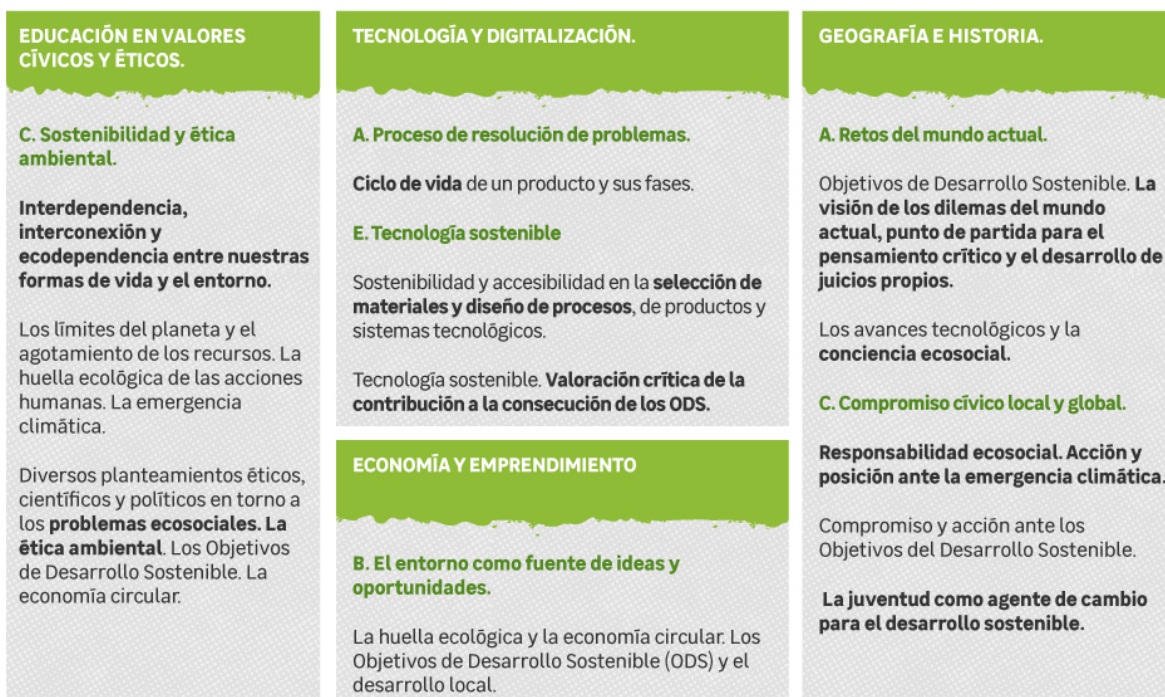 EDUCACIÓN EN VALORES
CÍVICOS Y ÉTICOS.
C. Sostenibilidad y ética
ambiental.
Interdependencia,
interconexión y
ecodependencia entre nuestras
formas de vida y el entorno.
Los límites del planeta y el
agotamiento de los recursos. La
huella ecológica de las acciones
humanas. La emergencia
climática.
Diversos planteamientos éticos,
científicos y políticos en torno a
los problemas ecosociales. La
ética ambiental. Los Objetivos
de Desarrollo Sostenible. La
economía circular.
TECNOLOGÍA Y DIGITALIZACIÓN.
A. Proceso de resolución de problemas.
Ciclo de vida de un producto y sus fases.
E. Tecnología sostenible
Sostenibilidad y accesibilidad en la selección de
materiales y diseño de procesos, de productos y
sistemas tecnológicos.
Tecnología sostenible. Valoración crítica de la
contribución a la consecución de los ODS.
ECONOMÍA Y EMPRENDIMIENTO
B. El entorno como fuente de ideas y
oportunidades.
La huella ecológica y la economía circular. Los
Objetivos de Desarrollo Sostenible (ODS) y el
desarrollo local.
GEOGRAFÍA E HISTORIA.
A. Retos del mundo actual.
Objetivos de Desarrollo Sostenible. La
visión de los dilemas del mundo
actual, punto de partida para el
pensamiento crítico y el desarrollo de
juicios propios.
Los avances tecnológicos y la
conciencia ecosocial.
C. Compromiso cívico local y global.
Responsabilidad ecosocial. Acción y
posición ante la emergencia climática.
Compromiso y acción ante los
Objetivos del Desarrollo Sostenible.
La juventud como agente de cambio
para el desarrollo sostenible.